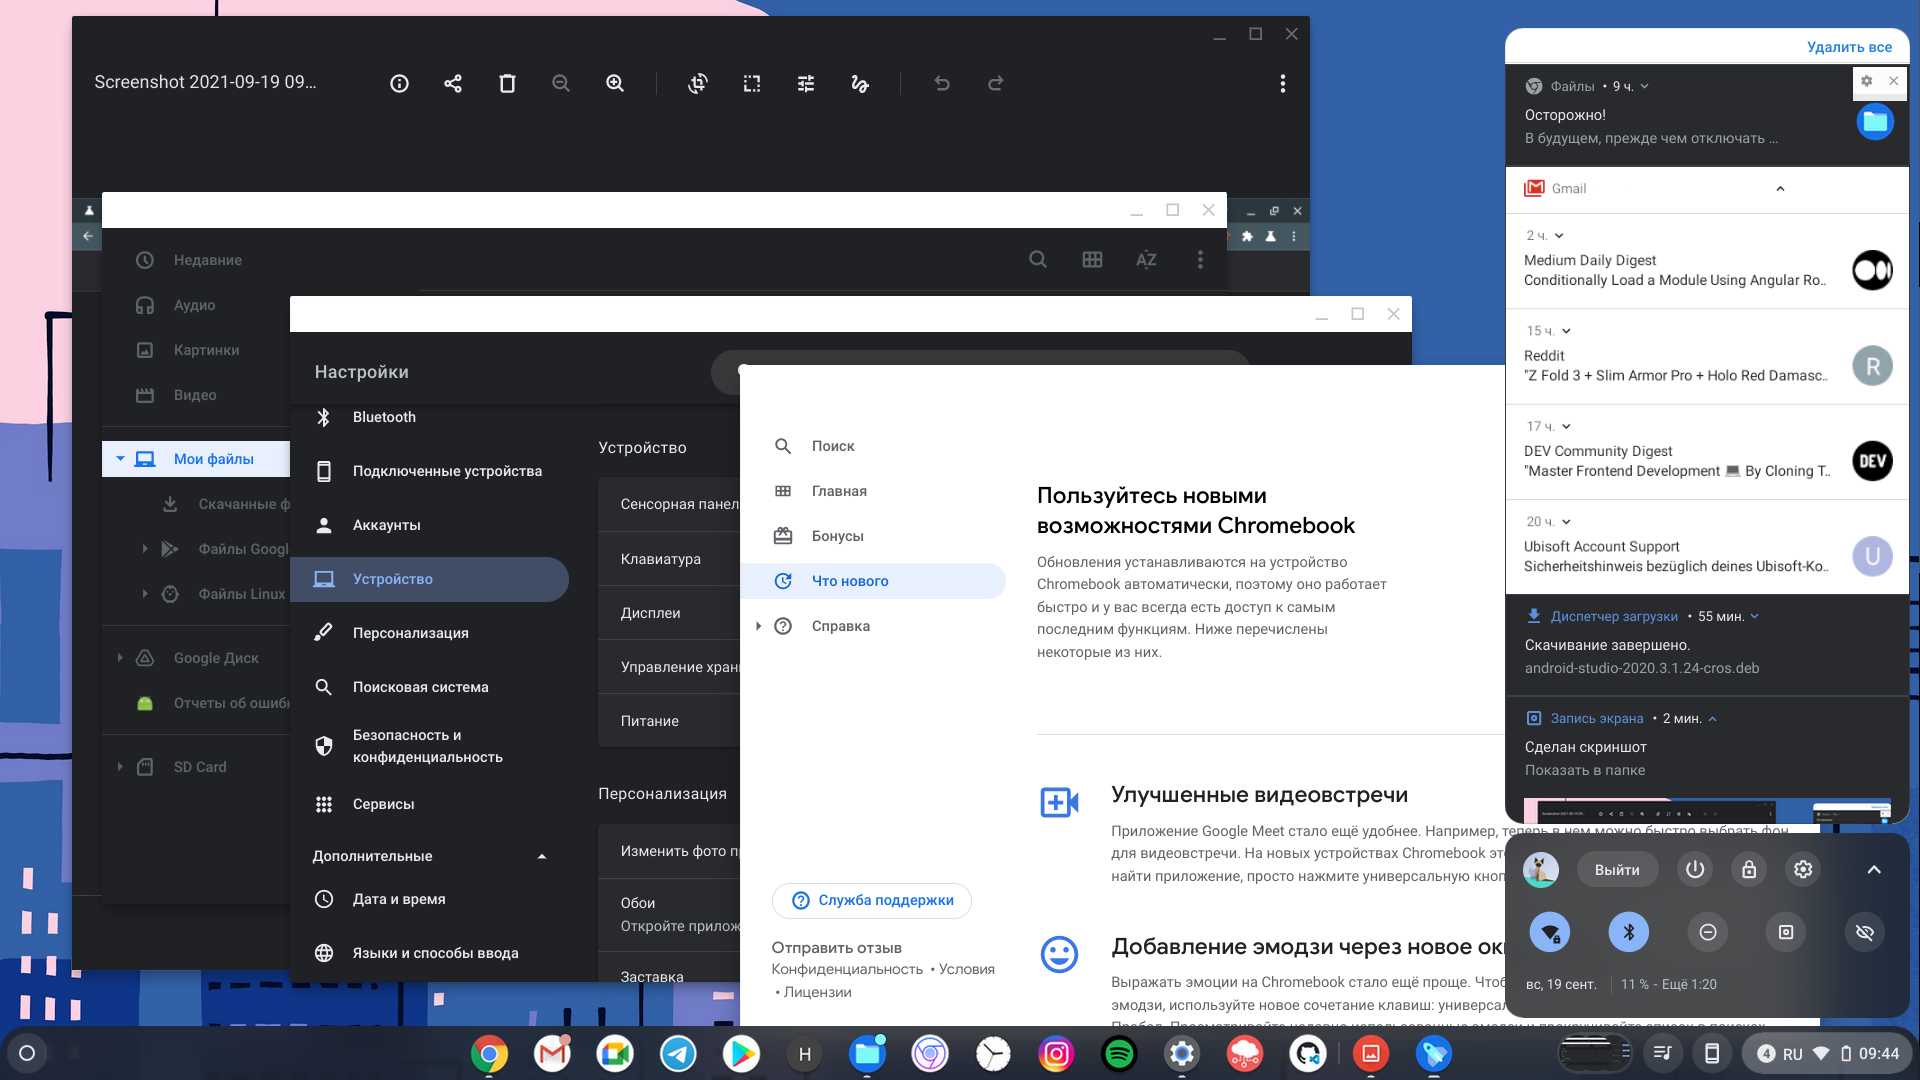 Screenshot 2021-09-19 09...
Недавние
Аудио
Картинки
Видео
Мои файлы
Скачанные ф
Файлы Googl
Файлы Linux
Google Диск
Отчеты об ошиб
SD Card
AZ
Настройки
Bluetooth
Подключенные устройства
Аккаунты
Устройство
Персонализация
Поисковая система
Безопасность и
конфиденциальность
Сервисы
Дополнительные
Дата и время
Языки и способы ввода
Устройство
Сенсорная панел
Клавиатура
Дисплеи
Управление хран
Питание
Персонализация
Изменить фото п
Обои
Откройте прилож
Заставка
Поиск
Главная
Бонусы
Что нового
Справка
Служба поддержки
Отправить отзыв
Конфиденциальность • Условия
• Лицензии
Пользуйтесь новыми
возможностями Chromebook
Обновления устанавливаются на устройство
Chromebook автоматически, поэтому оно работает
быстро и у вас всегда есть доступ к самым
последним функциям. Ниже перечислены
некоторые из них.
Улучшенные видеовстречи
Приложение Google Meet стало ещё удобнее. Например, теперь в нем можно быстро выбрать фон
для видеовстречи. На новых устройствах Chromebook это
найти приложение, просто нажмите универсальную кноп
Добавление эмодзи через новое ок
Выражать эмоции на Chromebook стало ещё проще. Чтоб
эмодзи, используйте новое сочетание клавиш: универсал
Удалить все
Файлы • 9 ч.
Осторожно!
В будущем, прежде чем отключать ...
Gmail
2 ч.
Medium Daily Digest
Conditionally Load a Module Using Angular Ro..
15 ч.
Reddit
"Z Fold 3 + Slim Armor Pro + Holo Red Damasc..
R
17 ч.
DEV Community Digest
"Master Frontend Development 💻 By Cloning T..
DEV
20 ч.
Ubisoft Account Support
Sicherheitshinweis bezüglich deines Ubisoft-Ko..
U
Диспетчер загрузки • 55 мин.
Скачивание завершено.
android-studio-2020.3.1.24-cros.deb
Запись экрана • 2 мин.
Сделан скриншот
Показать в папке
Выйти
вс, 19 сент. 11 % - Ещё 1:20
H
4 RU 09:44